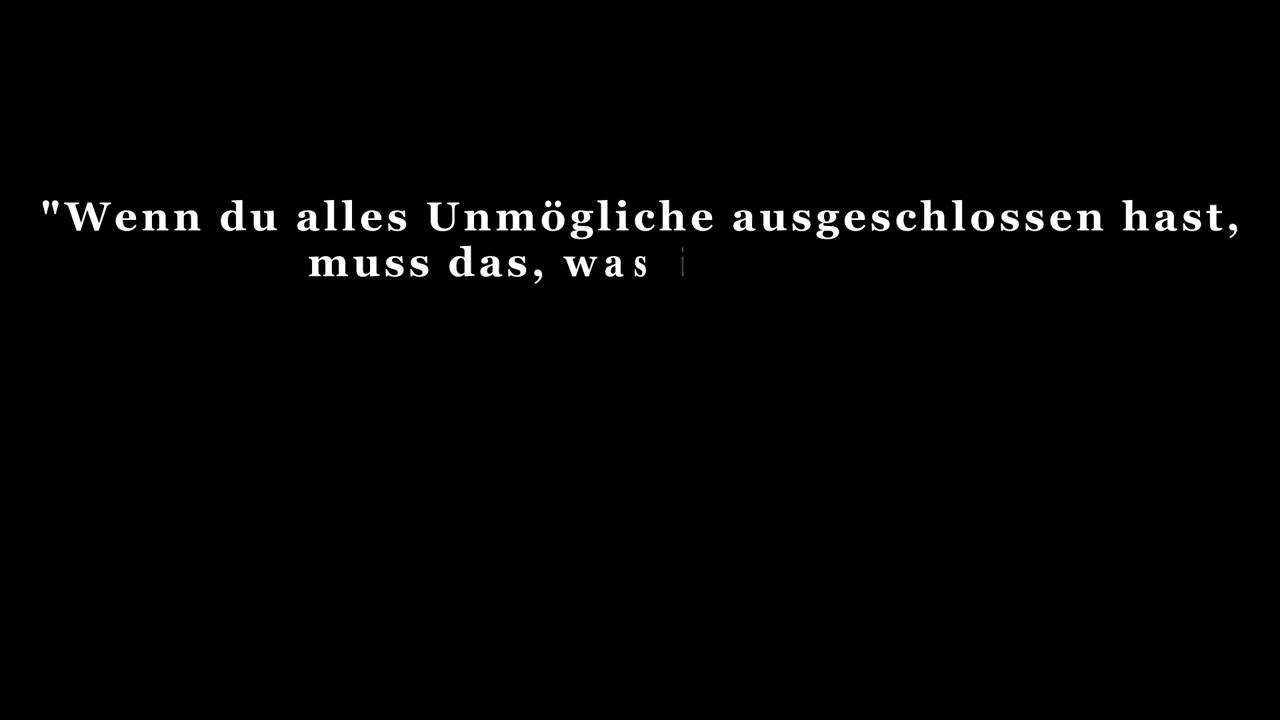 "Wenn du alles Unmögliche ausgeschlossen hast,
muss das, was